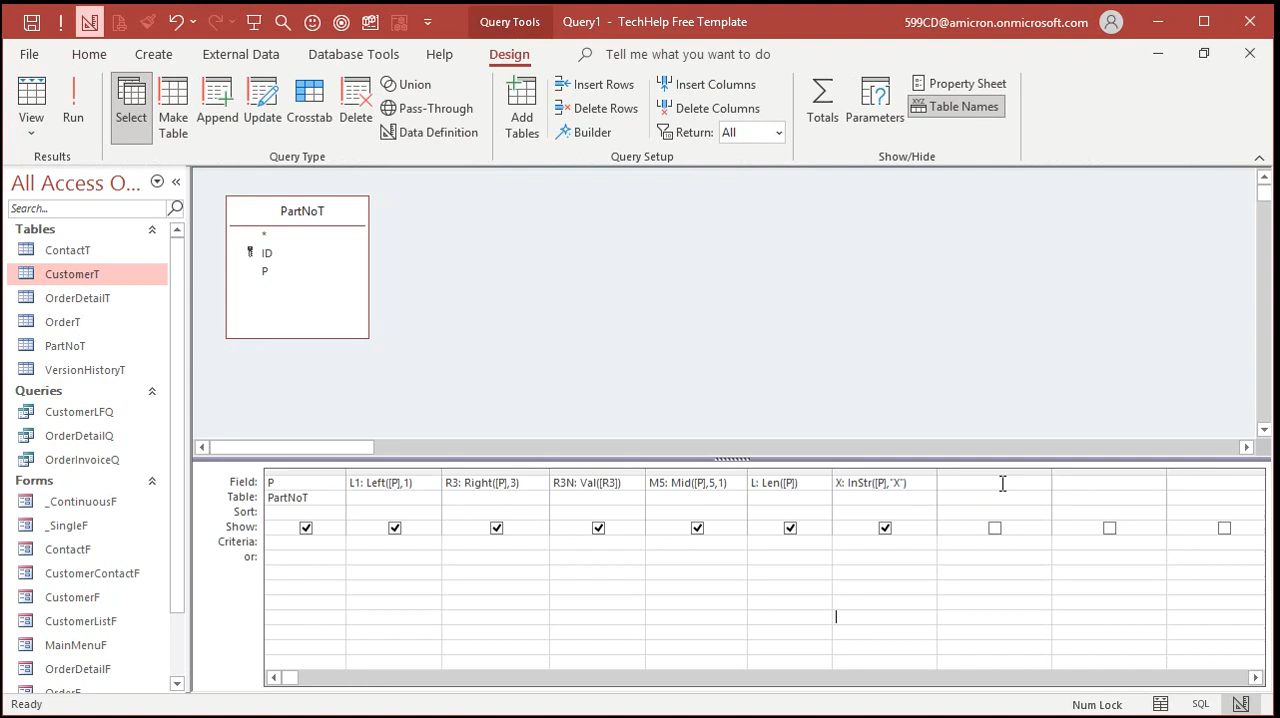 Query Tools
Query1 - TechHelp Free Template
599CD@amicron.onmicrosoft.com
File
Home
Create
External Data
Database Tools
Help
Design
Tell me what you want to do
View
Run
Results
Select
Make
Table
Append
Update
Crosstab
Delete
Union
Pass-Through
Data Definition
Query Type
Add
Tables
Insert Rows
Delete Rows
Builder
Insert Columns
Delete Columns
Return: All
Query Setup
Totals
Parameters
Property Sheet
Table Names
Show/Hide
All Access O...
Search...
Tables
ContactT
CustomerT
OrderDetailT
OrderT
PartNoT
VersionHistoryT
Queries
CustomerLFQ
OrderDetailQ
OrderInvoiceQ
Forms
_ContinuousF
_SingleF
ContactF
CustomerContactF
CustomerF
CustomerListF
MainMenuF
OrderDetailF
OrderF
PartNoT
*
ID
P
Field: P L1: Left([P],1) R3: Right([P],3) R3N: Val([R3]) M5: Mid([P],5,1) L: Len([P]) X: InStr([P],"X")
Table: PartNoT
Sort:
Show:
Criteria:
or:
Ready
Num Lock
SQL